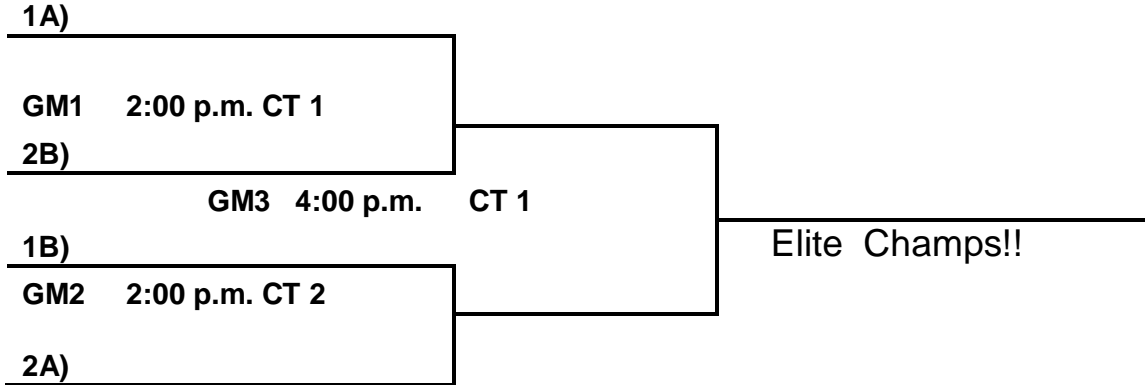 1A)
GM1 2:00 p.m. CT 1
2B)
GM3 4:00 p.m. CT 1
1B)
Elite Champs!!
GM2 2:00 p.m. CT 2
2A)